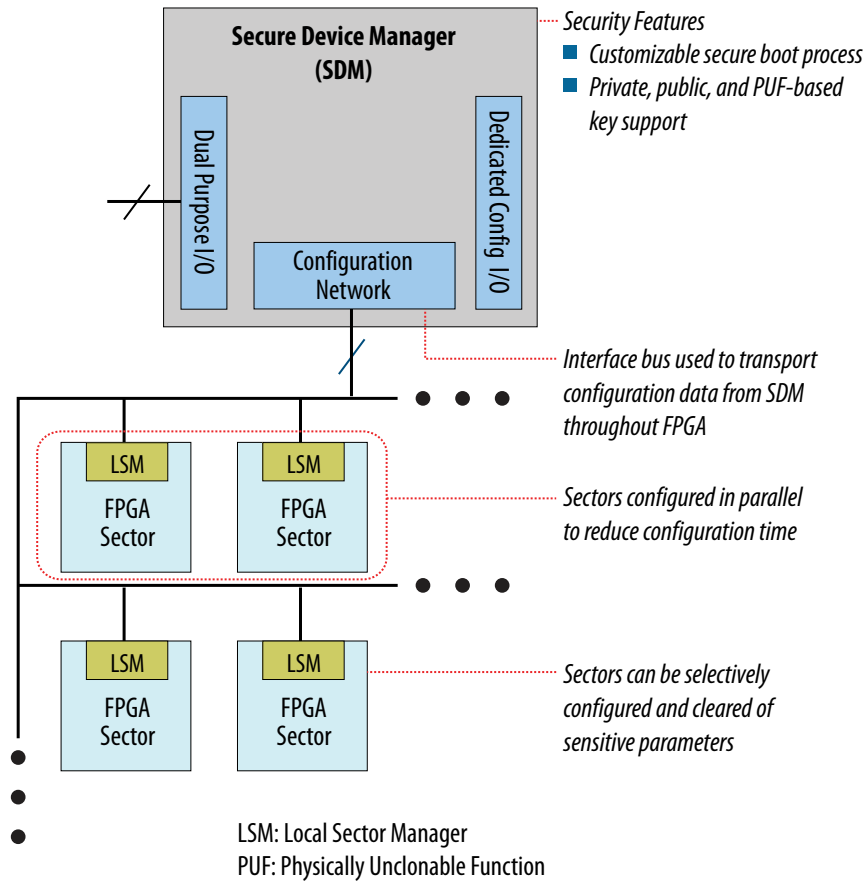 Secure Device Manager
(SDM)
Security Features
Customizable secure boot process
Private, public, and PUF-based
key support
Dual Purpose I/O
Dedicated Config I/O
Configuration
Network
Interface bus used to transport
configuration data from SDM
throughout FPGA
LSM
FPGA
Sector
LSM
FPGA
Sector
Sectors configured in parallel
to reduce configuration time
LSM
FPGA
Sector
LSM
FPGA
Sector
Sectors can be selectively
configured and cleared of
sensitive parameters
LSM: Local Sector Manager
PUF: Physically Unclonable Function